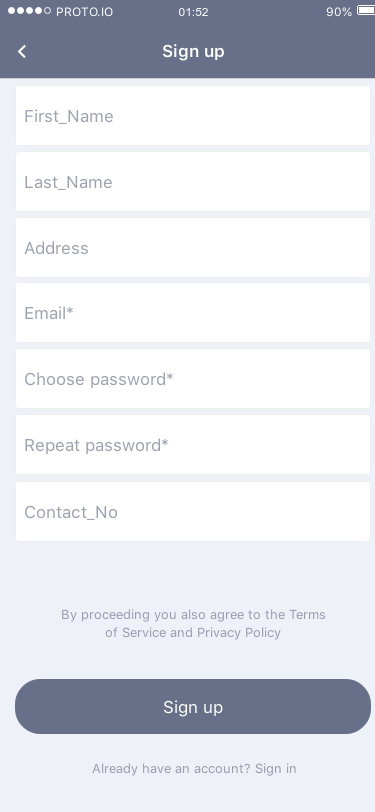 PROTO.IO 01:52 90%
Sign up
First_Name
Last_Name
Address
Email*
Choose password*
Repeat password*
Contact_No
By proceeding you also agree to the Terms
of Service and Privacy Policy
Sign up
Already have an account? Sign in